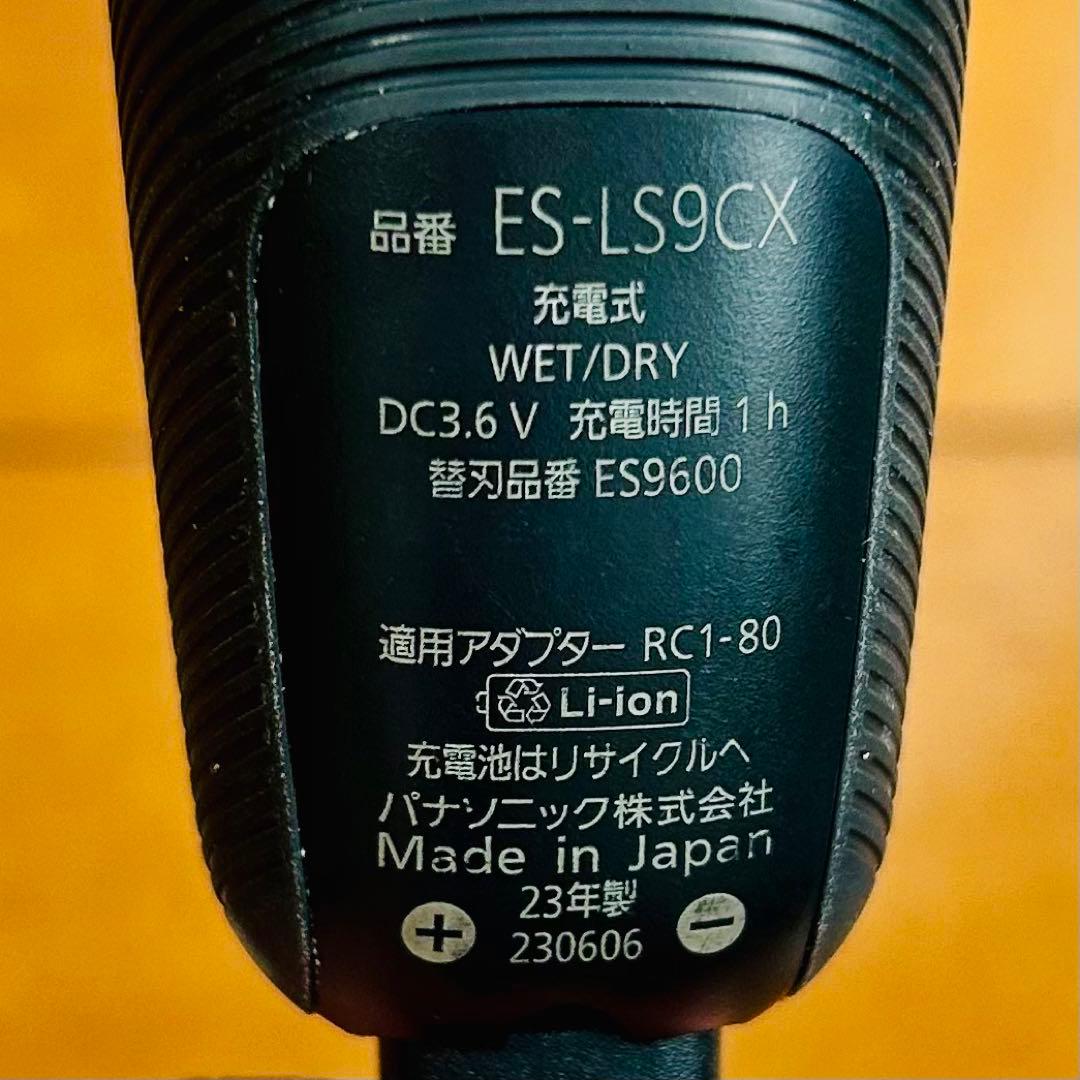 品番 ES-LS9CX
充電式
WET/DRY
DC3.6 V 充電時間 1 h
替刃品番 ES9600
適用アダプター RC1-80
Li-ion
充電池はリサイクルへ
パナソニック株式会社
Made in Japan
23年製
230606